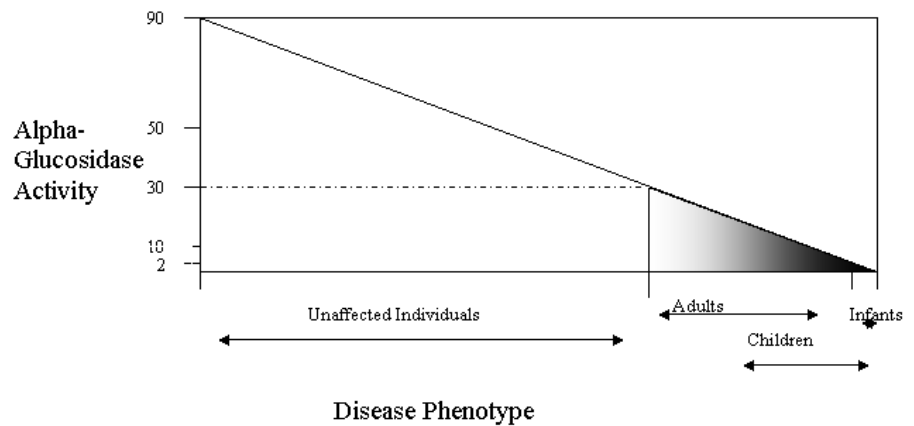 90
Alpha-
Glucosidase
Activity
50
30
10
2
Unaffected Individuals
Adults
Infants
Children
Disease Phenotype